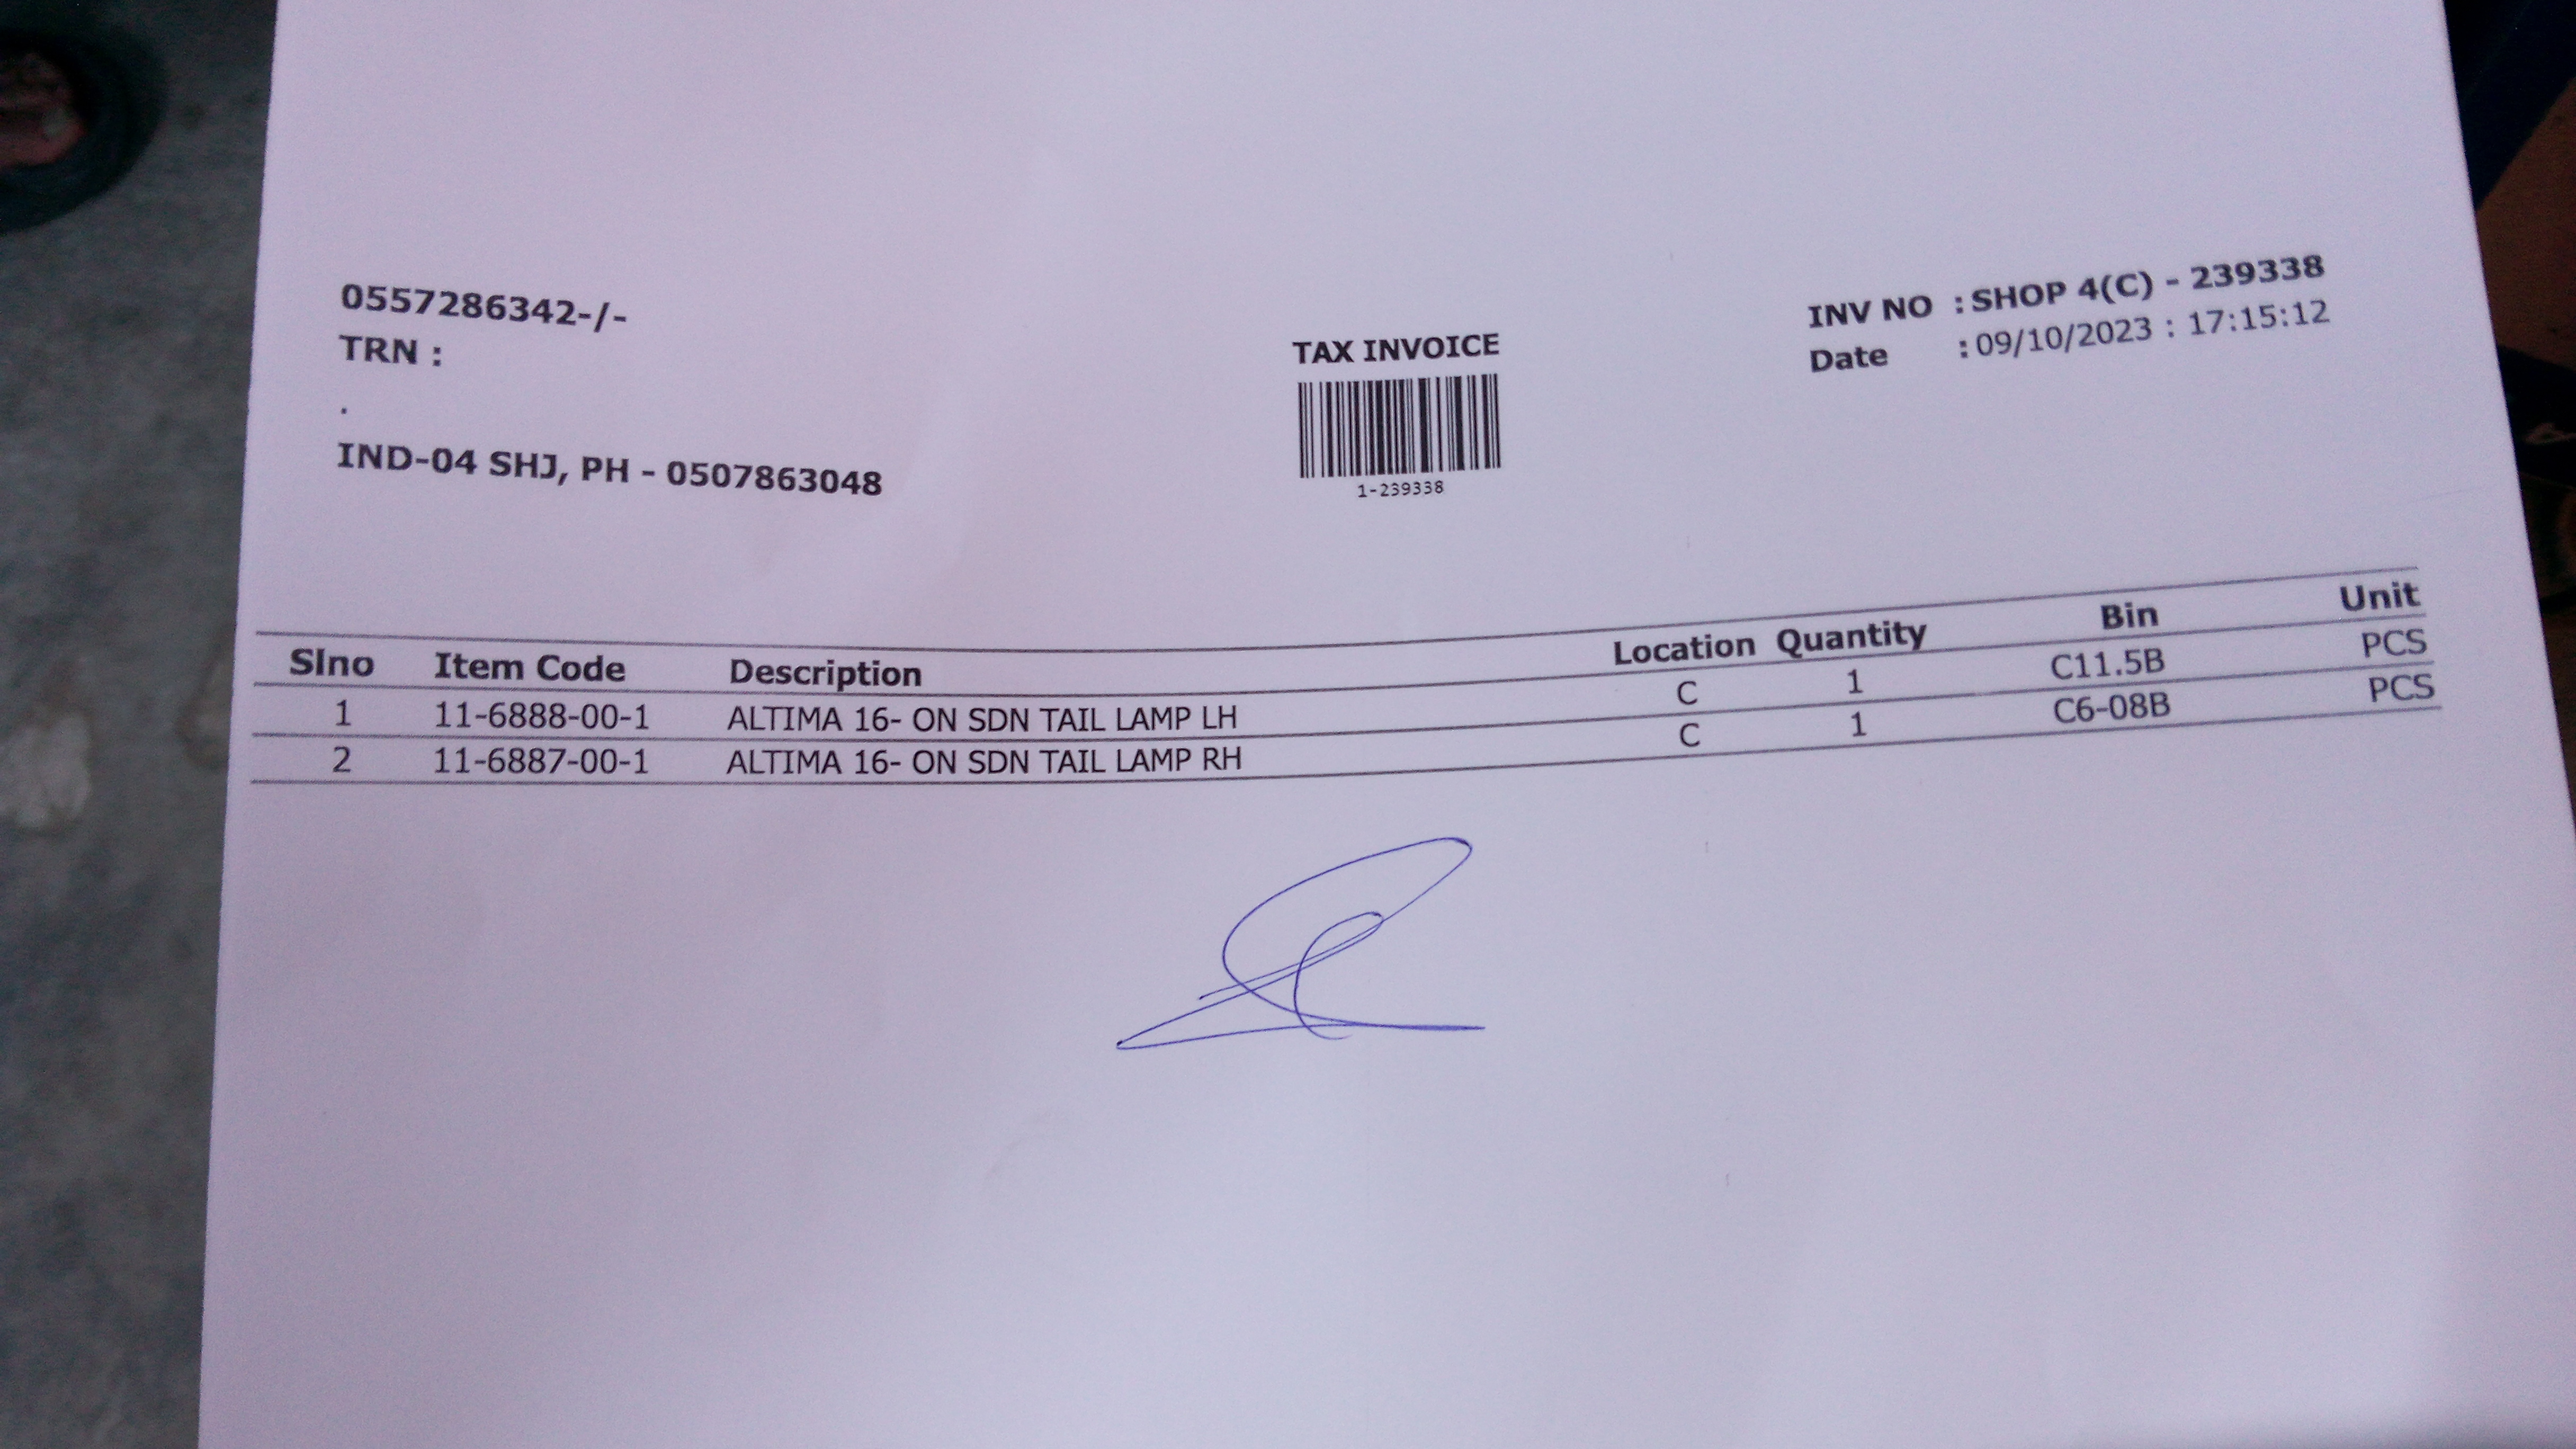 0557286342-/-
TRN :
.
IND-04 SHJ, PH - 0507863048
TAX INVOICE
1-239338
INV NO : SHOP 4(C) - 239338
Date : 09/10/2023 : 17:15:12
Slno Item Code Description Location Quantity Bin Unit
1 11-6888-00-1 ALTIMA 16- ON SDN TAIL LAMP LH C 1 C11.5B PCS
2 11-6887-00-1 ALTIMA 16- ON SDN TAIL LAMP RH C 1 C6-08B PCS